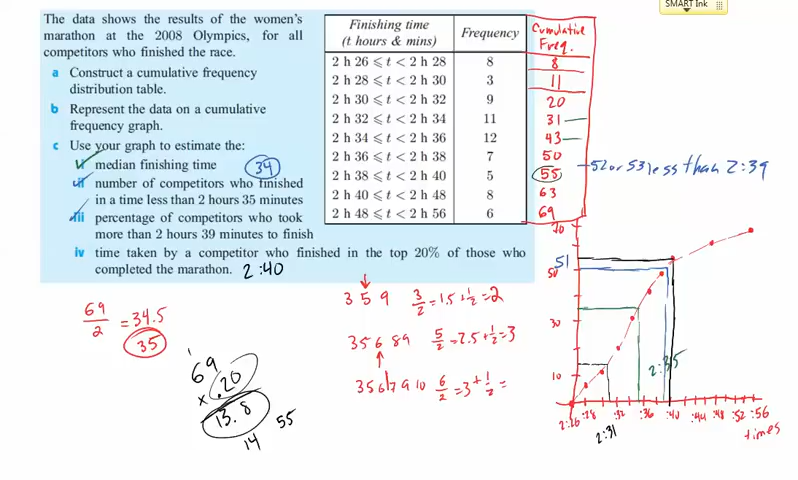 SMART Ink
The data shows the results of the women's
marathon at the 2008 Olympics, for all
competitors who finished the race.
a Construct a cumulative frequency
distribution table.
b Represent the data on a cumulative
frequency graph.
c Use your graph to estimate the:
i median finishing time 34
ii number of competitors who finished
in a time less than 2 hours 35 minutes
iii percentage of competitors who took
more than 2 hours 39 minutes to finish
iv time taken by a competitor who finished in the top 20% of those who
completed the marathon. 2:40
Finishing time
(t hours & mins) Frequency Cumulative Freq.
2 h 26 ⩽ t < 2 h 28 8 8
2 h 28 ⩽ t < 2 h 30 3 11
2 h 30 ⩽ t < 2 h 32 9 20
2 h 32 ⩽ t < 2 h 34 11 31
2 h 34 ⩽ t < 2 h 36 12 43
2 h 36 ⩽ t < 2 h 38 7 50
2 h 38 ⩽ t < 2 h 40 5 55
2 h 40 ⩽ t < 2 h 48 8 63
2 h 48 ⩽ t < 2 h 56 6 69
52 or 53 less than 2:39
69/2 = 34.5
35
1
69
x .20
13.8
14 55
3 5 9 3/2 = 1.5 + 1/2 = 2
3 5 6 8 9 5/2 = 2.5 + 1/2 = 3
3 5 6 7 9 10 6/2 = 3 + 1/2 =
70
51
50
30
10
2:35
2:26 :28 :32 :36 :40 :44 :48 :52 :56
2:31
times